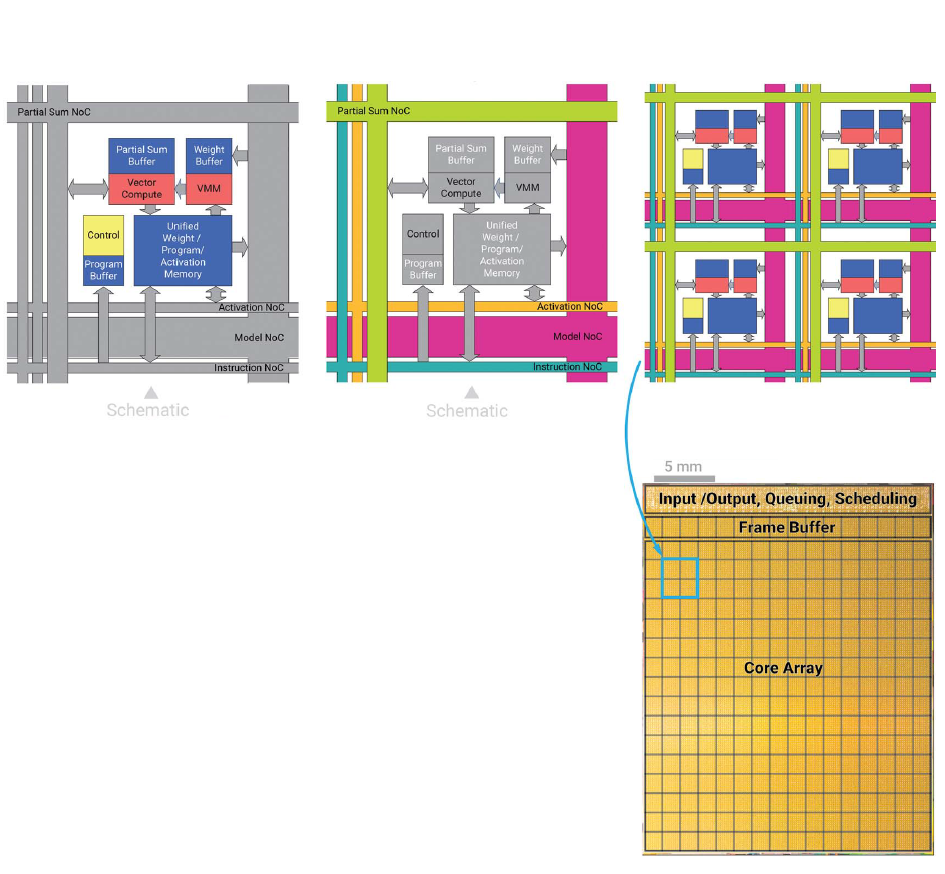 Partial Sum NoC
Partial Sum
Buffer
Weight
Buffer
Vector
Compute
VMM
Control
Program
Buffer
Unified
Weight /
Program/
Activation
Memory
Activation NoC
Model NoC
Instruction NoC
Schematic
Partial Sum NoC
Partial Sum
Buffer
Weight
Buffer
Vector
Compute
VMM
Control
Program
Buffer
Unified
Weight /
Program/
Activation
Memory
Activation NoC
Model NoC
Instruction NoC
Schematic
5 mm
Input /Output, Queuing, Scheduling
Frame Buffer
Core Array